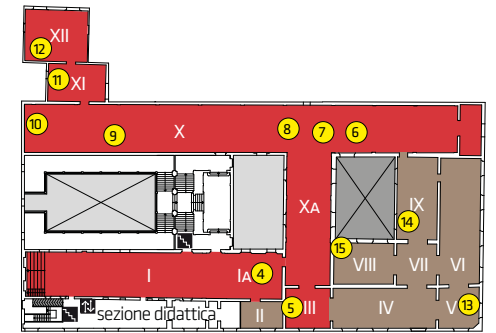 XII
12
11
XI
10
9
X
8
7
6
XA
IX
14
15
I
IA
4
VIII
VII
VI
5
III
II
IV
V
13
sezione didattica